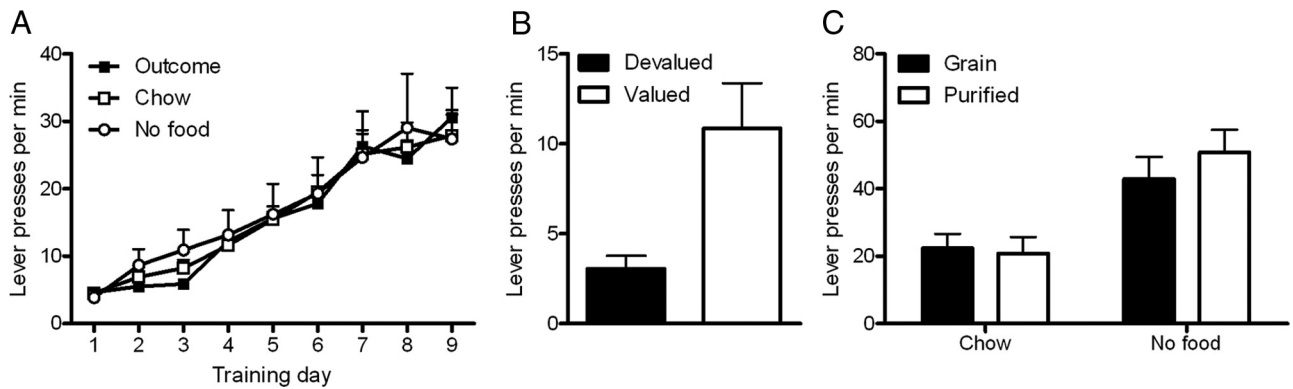 A
Lever presses per min
40
30
20
10
0
Outcome
Chow
No food
1 2 3 4 5 6 7 8 9
Training day
B
Lever presses per min
15
10
5
0
Devalued
Valued
C
Lever presses per min
80
60
40
20
0
Grain
Purified
Chow No food